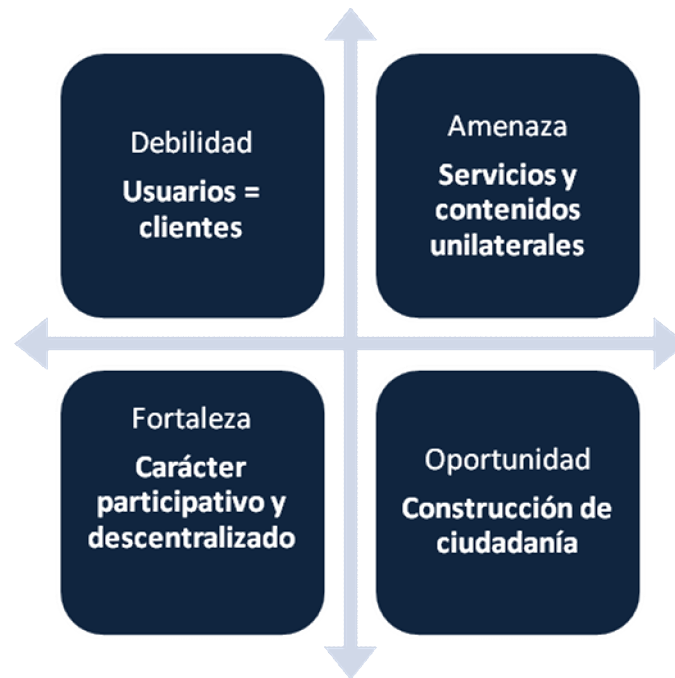 Debilidad
Usuarios =
clientes
Amenaza
Servicios y
contenidos
unilaterales
Fortaleza
Carácter
participativo y
descentralizado
Oportunidad
Construcción de
ciudadanía